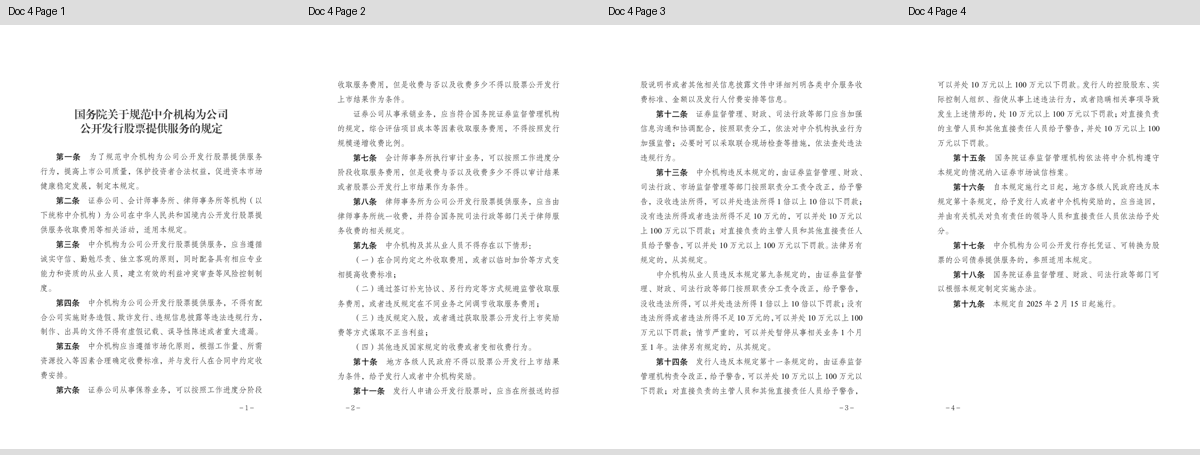 Doc 4 Page 1
国务院关于规范中介机构为公司
公开发行股票提供服务的规定
第一条 为了规范中介机构为公司公开发行股票提供服务
行为，提高上市公司质量，保护投资者合法权益，促进资本市场
健康稳定发展，制定本规定。
第二条 证券公司、会计师事务所、律师事务所等机构（以
下统称中介机构）为公司在中华人民共和国境内公开发行股票提
供服务收取费用等相关活动，适用本规定。
第三条 中介机构为公司公开发行股票提供服务，应当遵循
诚实守信、勤勉尽责、独立客观的原则，同时配备具有相应专业
能力和资质的从业人员，建立有效的利益冲突审查等风险控制制
度。
第四条 中介机构为公司公开发行股票提供服务，不得有配
合公司实施财务造假、欺诈发行、违规信息披露等违法违规行为，
制作、出具的文件不得有虚假记载、误导性陈述或者重大遗漏。
第五条 中介机构应当遵循市场化原则，根据工作量、所需
资源投入等因素合理确定收费标准，并与发行人在合同中约定收
费安排。
第六条 证券公司从事保荐业务，可以按照工作进度分阶段
－1－
Doc 4 Page 2
收取服务费用，但是收费与否以及收费多少不得以股票公开发行
上市结果作为条件。
证券公司从事承销业务，应当符合国务院证券监督管理机构
的规定，综合评估项目成本等因素收取服务费用，不得按照发行
规模递增收费比例。
第七条 会计师事务所执行审计业务，可以按照工作进度分
阶段收取服务费用，但是收费与否以及收费多少不得以审计结果
或者股票公开发行上市结果作为条件。
第八条 律师事务所为公司公开发行股票提供服务，应当由
律师事务所统一收费，并符合国务院司法行政等部门关于律师服
务收费的相关规定。
第九条 中介机构及其从业人员不得存在以下情形：
（一）在合同约定之外收取费用，或者以临时加价等方式变
相提高收费标准；
（二）通过签订补充协议、另行约定等方式规避监管收取服
务费用，或者违反规定在不同业务之间调节收取服务费用；
（三）违反规定入股，或者通过获取股票公开发行上市奖励
费等方式谋取不正当利益；
（四）其他违反国家规定的收费或者变相收费行为。
第十条 地方各级人民政府不得以股票公开发行上市结果
为条件，给予发行人或者中介机构奖励。
第十一条 发行人申请公开发行股票时，应当在所报送的招
－2－
Doc 4 Page 3
股说明书或者其他相关信息披露文件中详细列明各类中介服务收
费标准、金额以及发行人付费安排等信息。
第十二条 证券监督管理、财政、司法行政等部门应当加强
信息沟通和协调配合，按照职责分工，依法对中介机构执业行为
加强监管；必要时可以采取联合现场检查等措施，依法查处违法
违规行为。
第十三条 中介机构违反本规定的，由证券监督管理、财政、
司法行政、市场监督管理等部门按照职责分工责令改正，给予警
告，没收违法所得，可以并处违法所得 1 倍以上 10 倍以下罚款；
没有违法所得或者违法所得不足 10 万元的，可以并处 10 万元以
上 100 万元以下罚款；对直接负责的主管人员和其他直接责任人
员给予警告，可以并处 10 万元以上 100 万元以下罚款。法律另有
规定的，从其规定。
中介机构从业人员违反本规定第九条规定的，由证券监督管
理、财政、司法行政等部门按照职责分工责令改正，给予警告，
没收违法所得，可以并处违法所得 1 倍以上 10 倍以下罚款；没有
违法所得或者违法所得不足 10 万元的，可以并处 10 万元以上 100
万元以下罚款；情节严重的，可以并处暂停从事相关业务 1 个月
至 1 年。法律另有规定的，从其规定。
第十四条 发行人违反本规定第十一条规定的，由证券监督
管理机构责令改正，给予警告，可以并处 10 万元以上 100 万元以
下罚款；对直接负责的主管人员和其他直接责任人员给予警告，
－3－
Doc 4 Page 4
可以并处 10 万元以上 100 万元以下罚款。发行人的控股股东、实
际控制人组织、指使从事上述违法行为，或者隐瞒相关事项导致
发生上述情形的，处 10 万元以上 100 万元以下罚款；对直接负责
的主管人员和其他直接责任人员给予警告，并处 10 万元以上 100
万元以下罚款。
第十五条 国务院证券监督管理机构依法将中介机构遵守
本规定的情况纳入证券市场诚信档案。
第十六条 自本规定施行之日起，地方各级人民政府违反本
规定第十条规定，给予发行人或者中介机构奖励的，应当追回，
并由有关机关对负有责任的领导人员和直接责任人员依法给予处
分。
第十七条 中介机构为公司公开发行存托凭证、可转换为股
票的公司债券提供服务的，参照适用本规定。
第十八条 国务院证券监督管理、财政、司法行政等部门可
以根据本规定制定实施办法。
第十九条 本规定自 2025 年 2 月 15 日起施行。
－4－